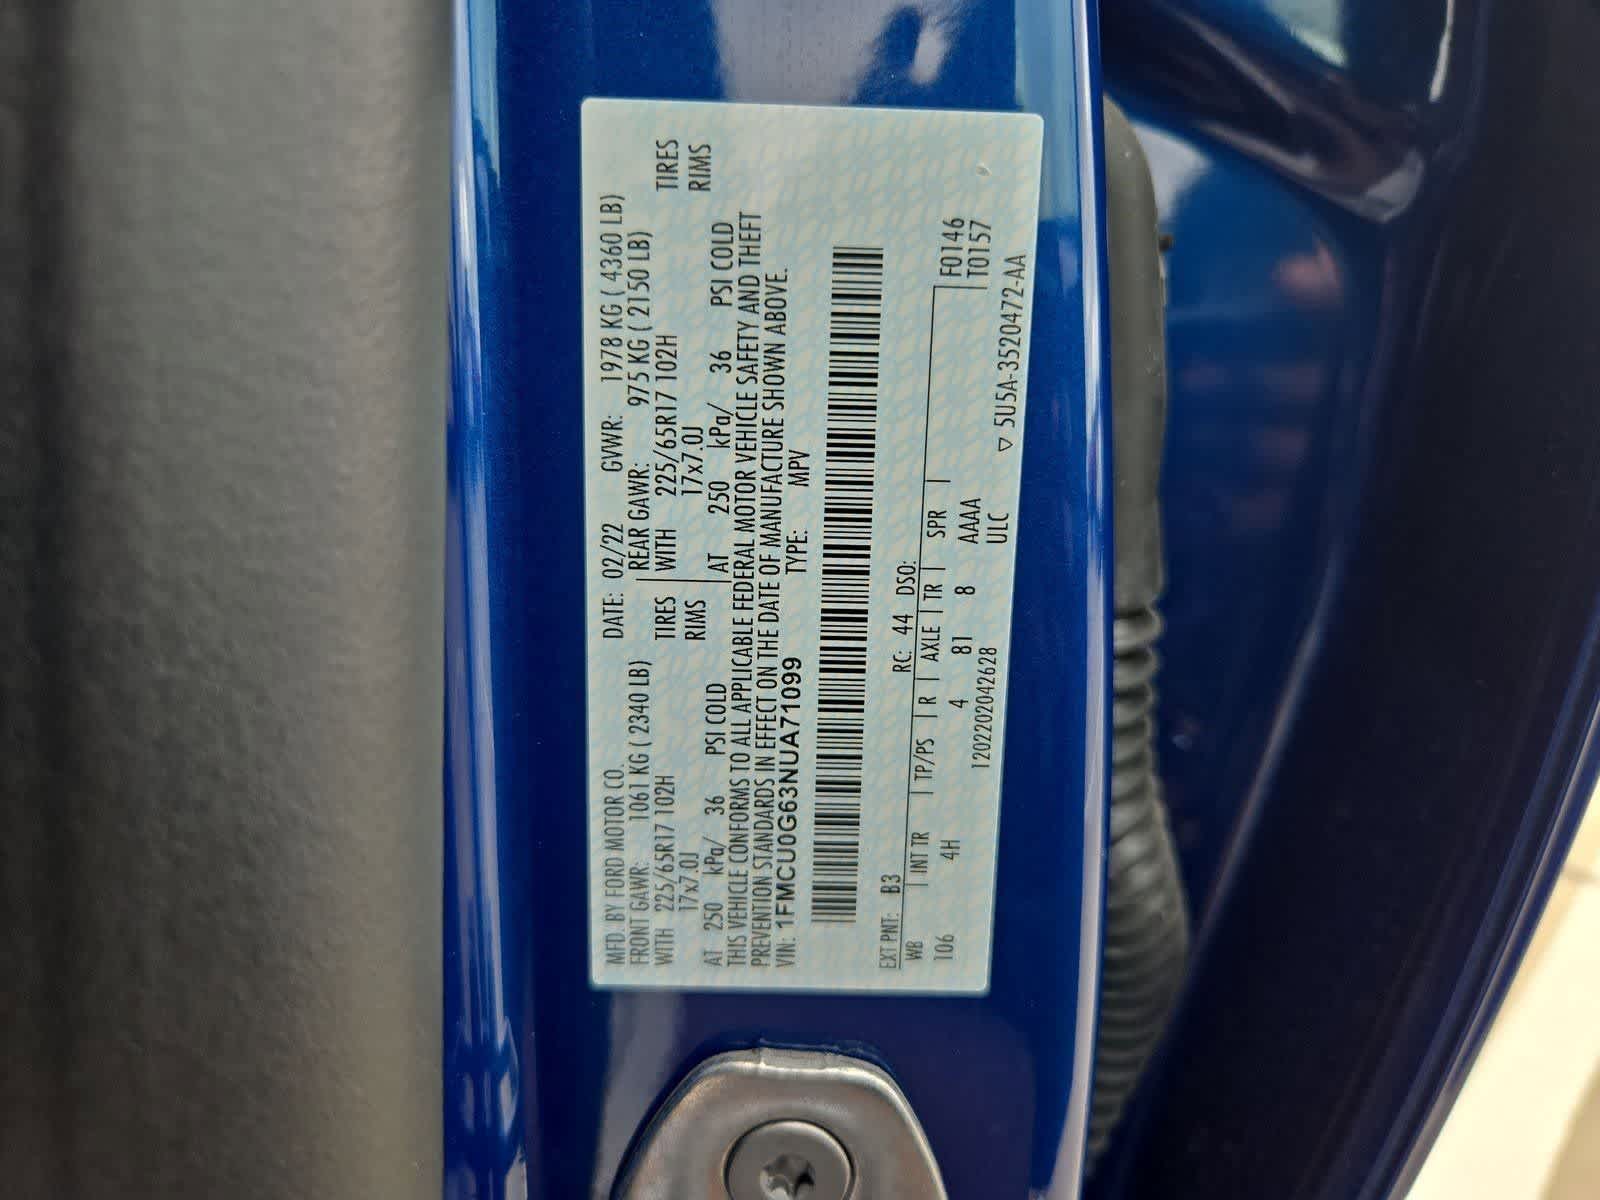 MFD. BY FORD MOTOR CO. DATE: 02/22 GVWR: 1978 KG ( 4360 LB)
FRONT GAWR: 1061 KG ( 2340 LB) REAR GAWR: 975 KG ( 2150 LB)
WITH 225/65R17 102H TIRES WITH 225/65R17 102H TIRES
17x7.0J RIMS 17x7.0J RIMS
AT 250 kPa/ 36 PSI COLD AT 250 kPa/ 36 PSI COLD
THIS VEHICLE CONFORMS TO ALL APPLICABLE FEDERAL MOTOR VEHICLE SAFETY AND THEFT
PREVENTION STANDARDS IN EFFECT ON THE DATE OF MANUFACTURE SHOWN ABOVE.
VIN: 1FMCU0G63NUA71099 TYPE: MPV
EXT PNT: B3 RC: 44 DSO:
WB | INT TR | TP/PS | R | AXLE | TR | SPR | F0146
106 4H 4 81 8 AAAA T0157
1202202042628 ULC ▽ 5U5A-3520472-AA